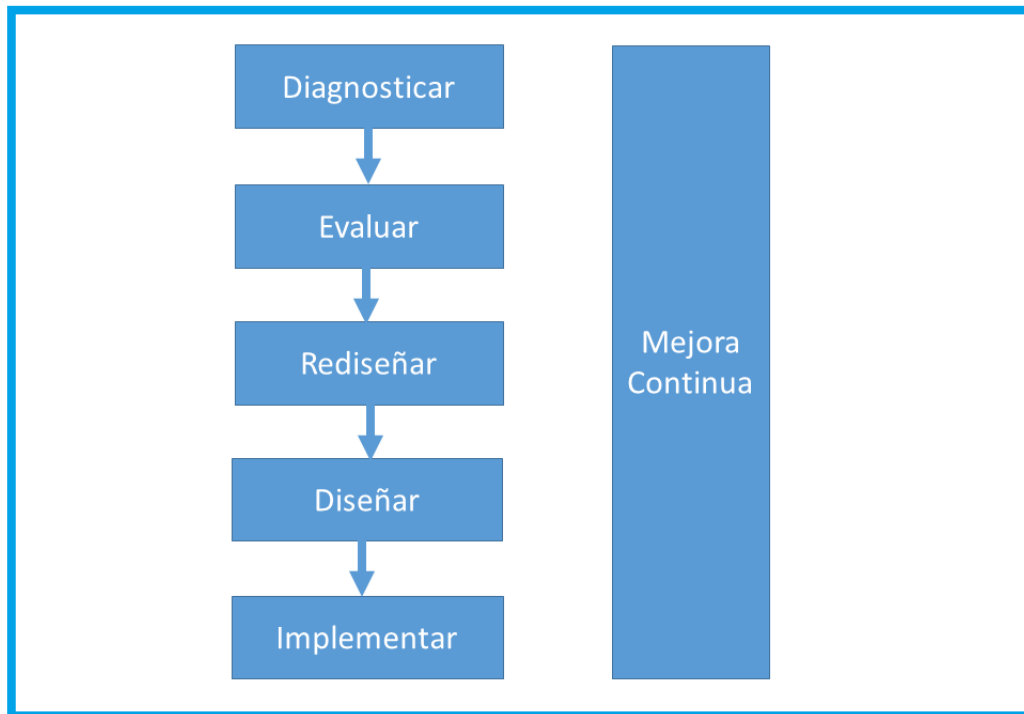 Diagnosticar
Evaluar
Rediseñar
Diseñar
Implementar
Mejora
Continua